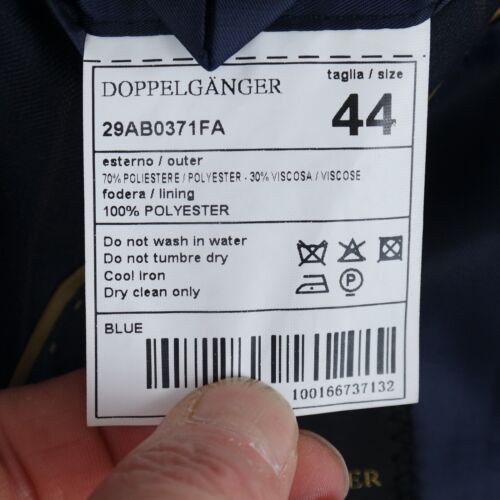 DOPPELGÄNGER
taglia / size
44
29AB0371FA
esterno / outer
70% POLIESTERE / POLYESTER - 30% VISCOSA / VISCOSE
fodera / lining
100% POLYESTER
Do not wash in water
Do not tumbre dry
Cool Iron
Dry clean only
P
BLUE
100166737132
ER